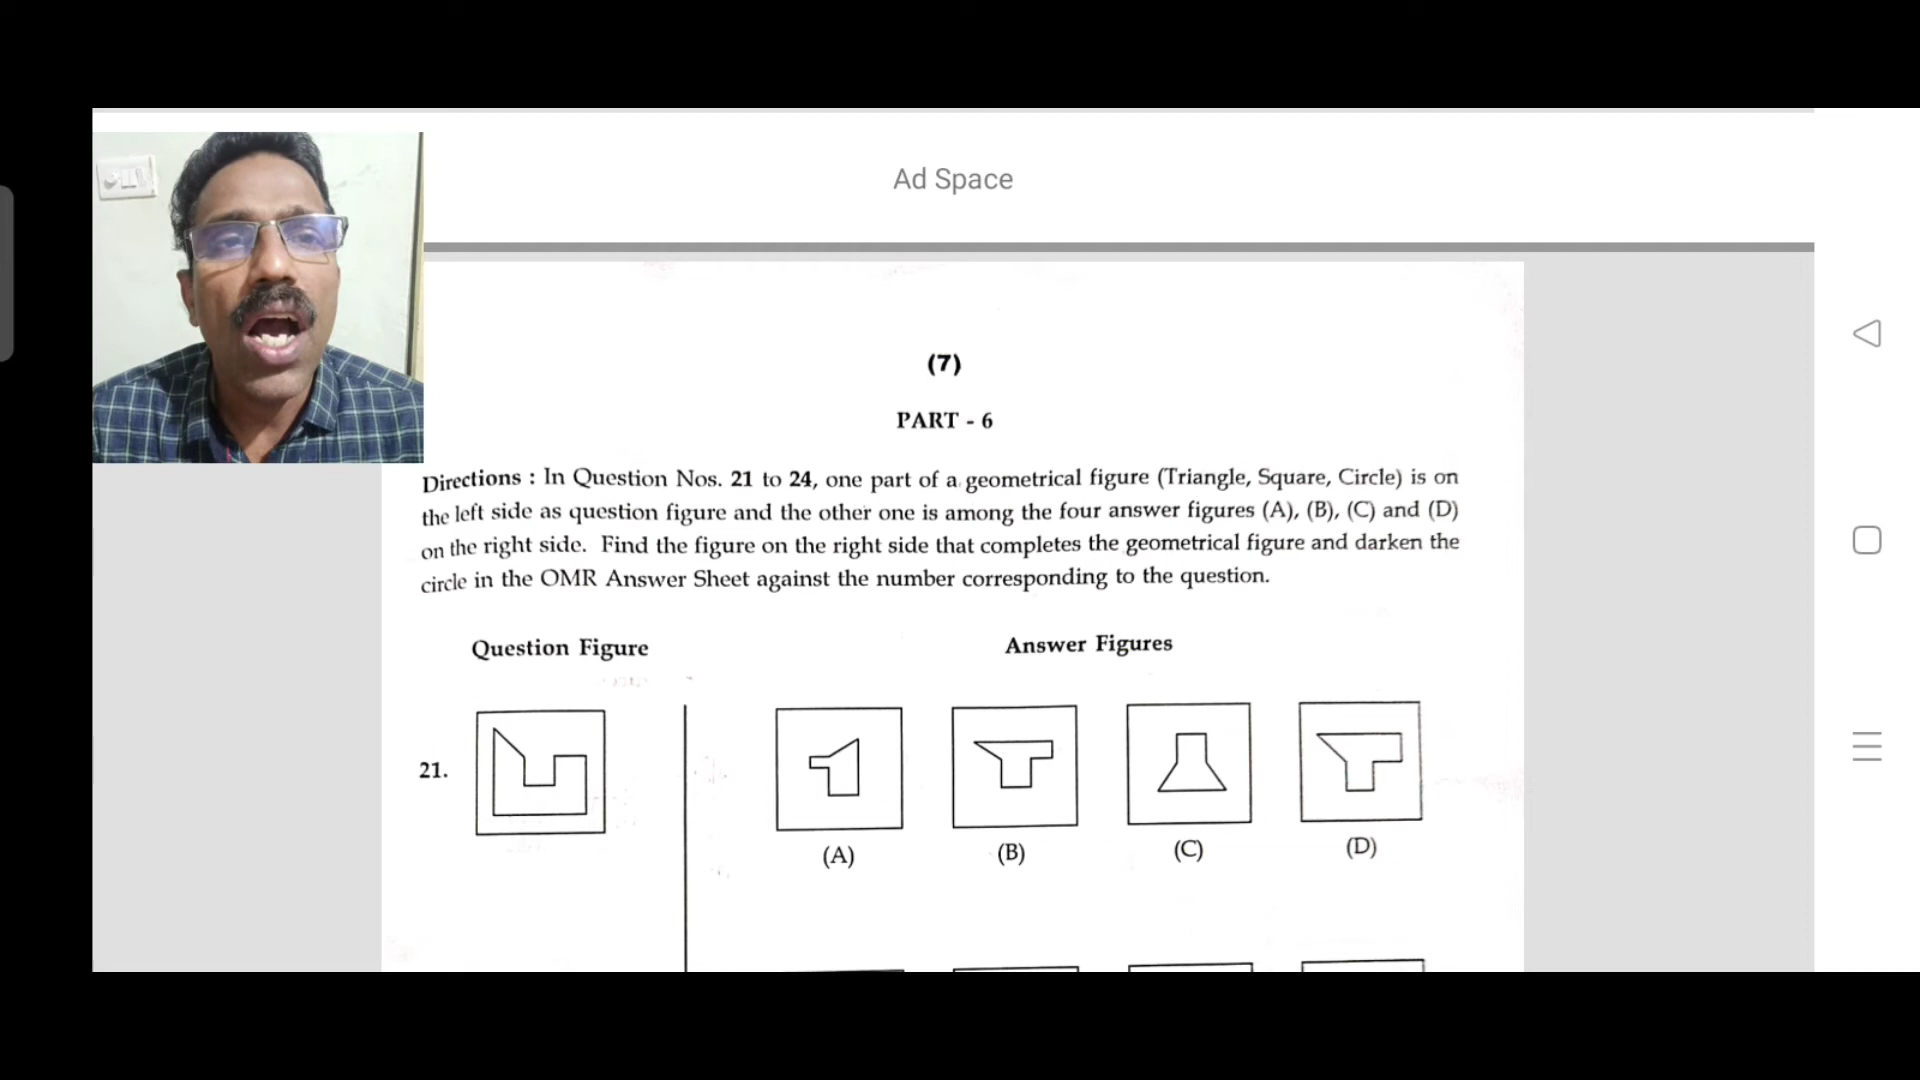 Ad Space
(7)
PART - 6
Directions : In Question Nos. 21 to 24, one part of a geometrical figure (Triangle, Square, Circle) is on
the left side as question figure and the other one is among the four answer figures (A), (B), (C) and (D)
on the right side. Find the figure on the right side that completes the geometrical figure and darken the
circle in the OMR Answer Sheet against the number corresponding to the question.
Question Figure
Answer Figures
21.
(A)
(B)
(C)
(D)